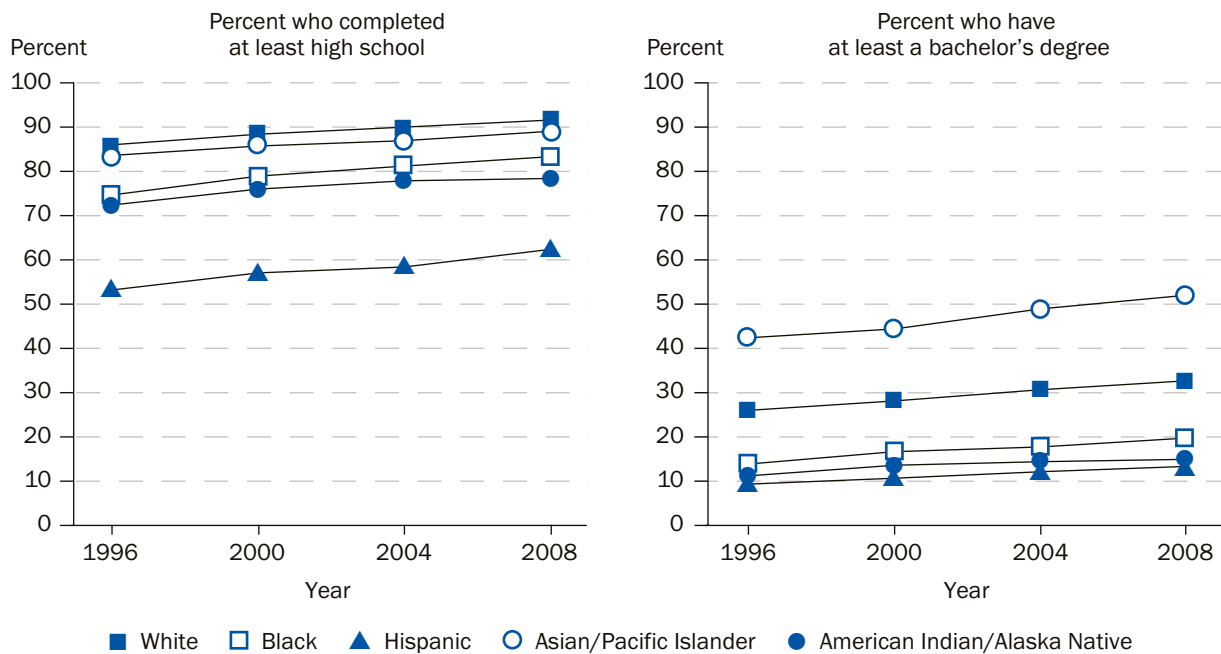 Percent who completed
at least high school
Percent
100
90
80
70
60
50
40
30
20
10
0
1996 2000 2004 2008
Year
Percent who have
at least a bachelor’s degree
Percent
100
90
80
70
60
50
40
30
20
10
0
1996 2000 2004 2008
Year
White Black Hispanic Asian/Pacific Islander American Indian/Alaska Native